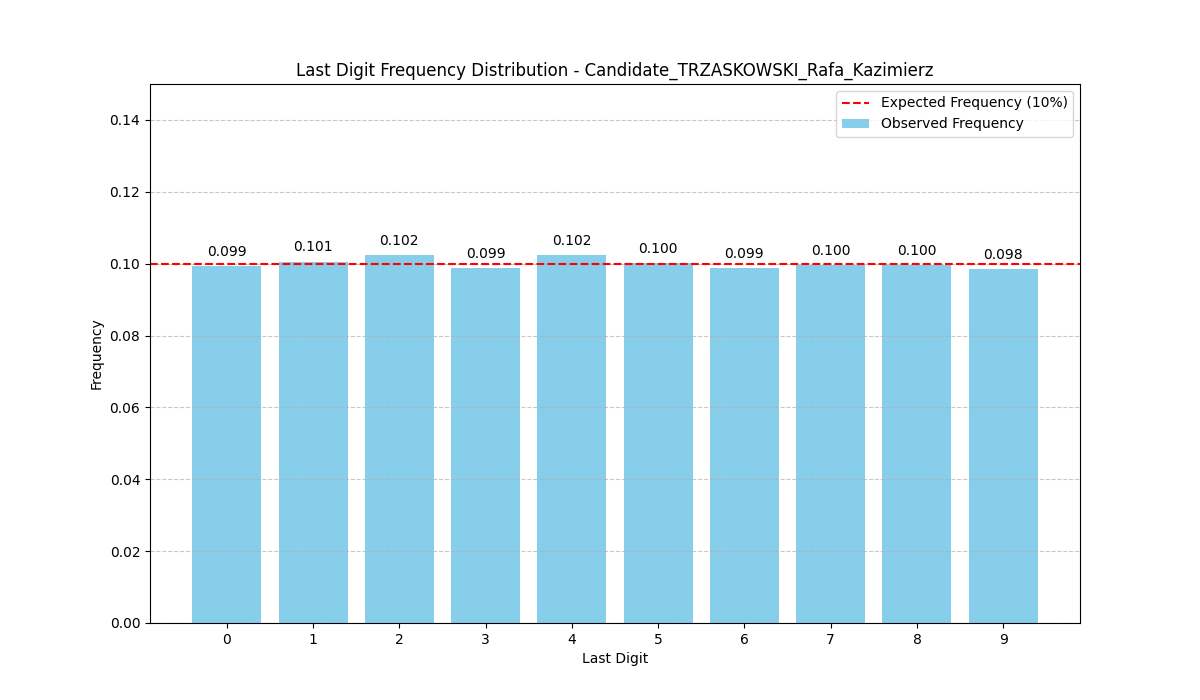 Last Digit Frequency Distribution - Candidate_TRZASKOWSKI_Rafa_Kazimierz
Expected Frequency (10%)
Observed Frequency
0.14
0.12
0.10
0.08
0.06
0.04
0.02
0.00
Frequency
0.099 0.101 0.102 0.099 0.102 0.100 0.099 0.100 0.100 0.098
0 1 2 3 4 5 6 7 8 9
Last Digit